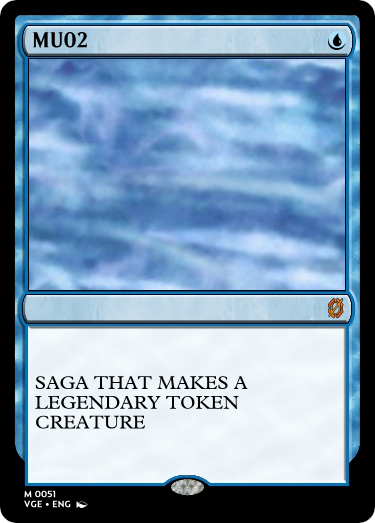 MU02
SAGA THAT MAKES A
LEGENDARY TOKEN
CREATURE
M 0051
VGE • ENG